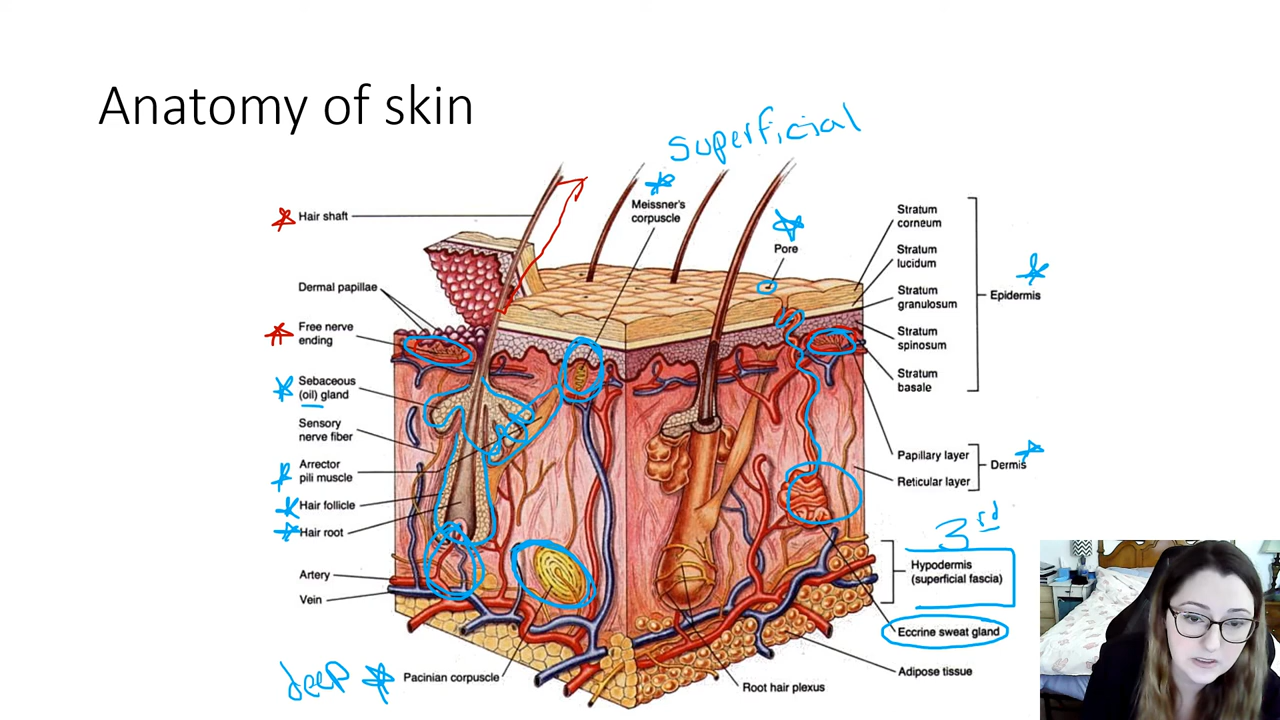 Anatomy of skin
superficial
Hair shaft
Meissner's
corpuscle
Pore
Dermal papillae
Free nerve
ending
Sebaceous
(oil) gland
Sensory
nerve fiber
Arrector
pili muscle
Hair follicle
Hair root
Artery
Vein
deep
Pacinian corpuscle
Root hair plexus
Stratum
corneum
Stratum
lucidum
Stratum
granulosum
Stratum
spinosum
Stratum
basale
Epidermis
Papillary layer
Reticular layer
Dermis
3rd
Hypodermis
(superficial fascia)
Eccrine sweat gland
Adipose tissue